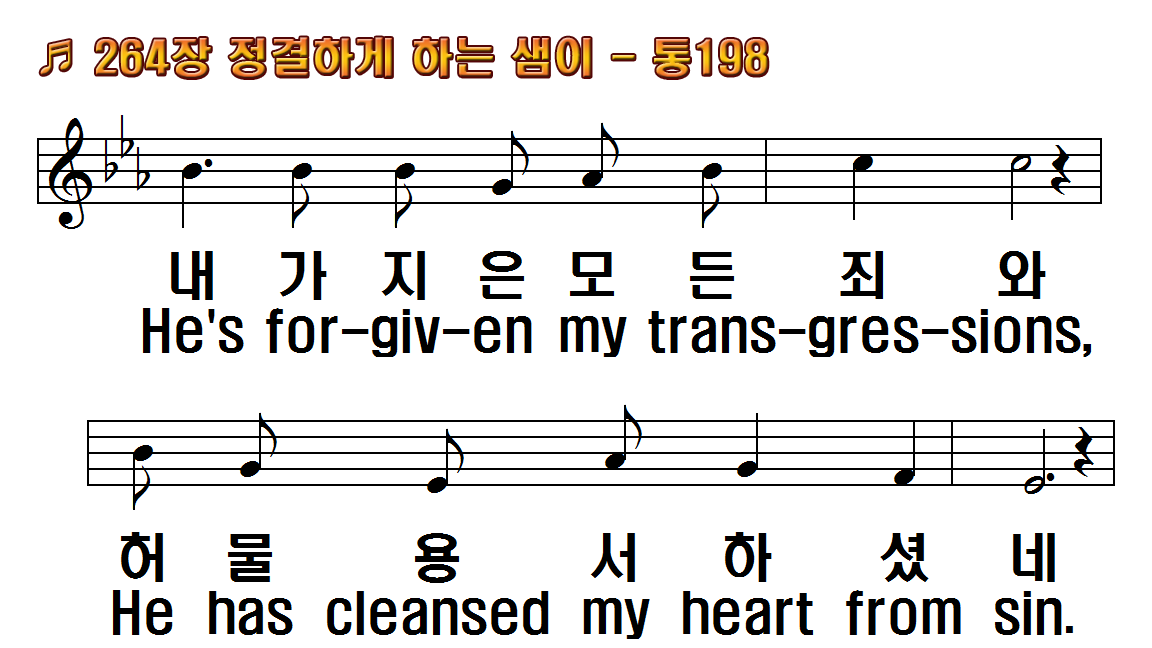 264장 정결하게 하는 샘이 - 통198
내 가 지 은 모 든 죄 와
He's for-giv-en my trans-gres-sions,
허 물 용 서 하 셨 네
He has cleansed my heart from sin.